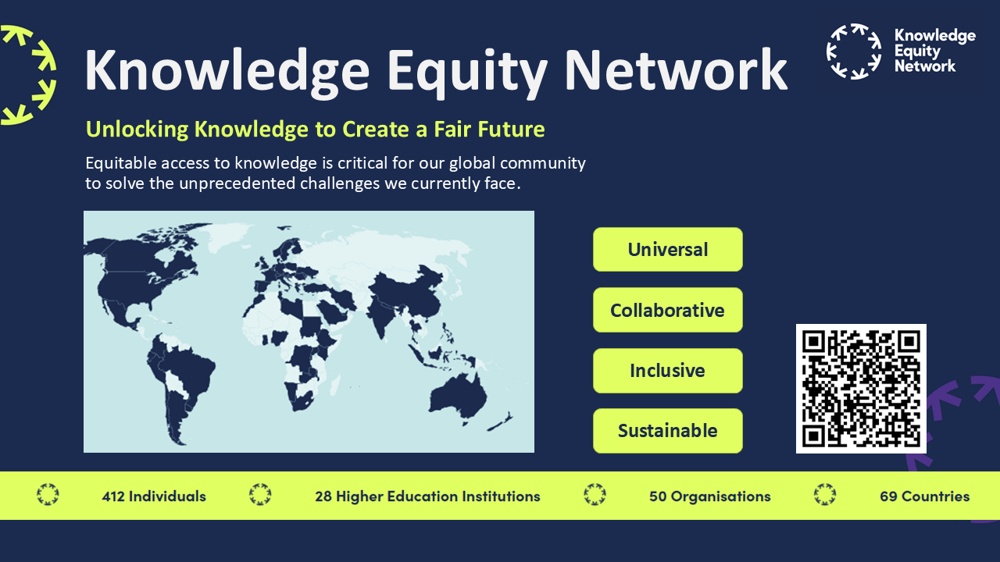 Knowledge Equity Network
Knowledge
Equity
Network
Unlocking Knowledge to Create a Fair Future
Equitable access to knowledge is critical for our global community
to solve the unprecedented challenges we currently face.
Universal
Collaborative
Inclusive
Sustainable
412 Individuals
28 Higher Education Institutions
50 Organisations
69 Countries